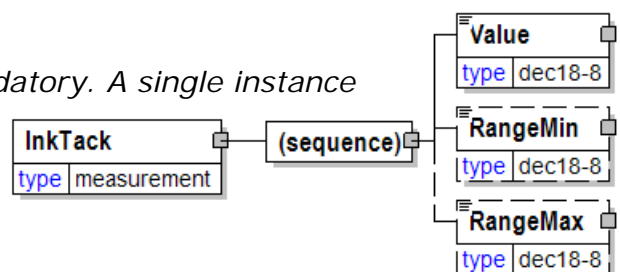 Value
type dec18-8
datory. A single instance
InkTack
type measurement
(sequence)
RangeMin
type dec18-8
RangeMax
type dec18-8